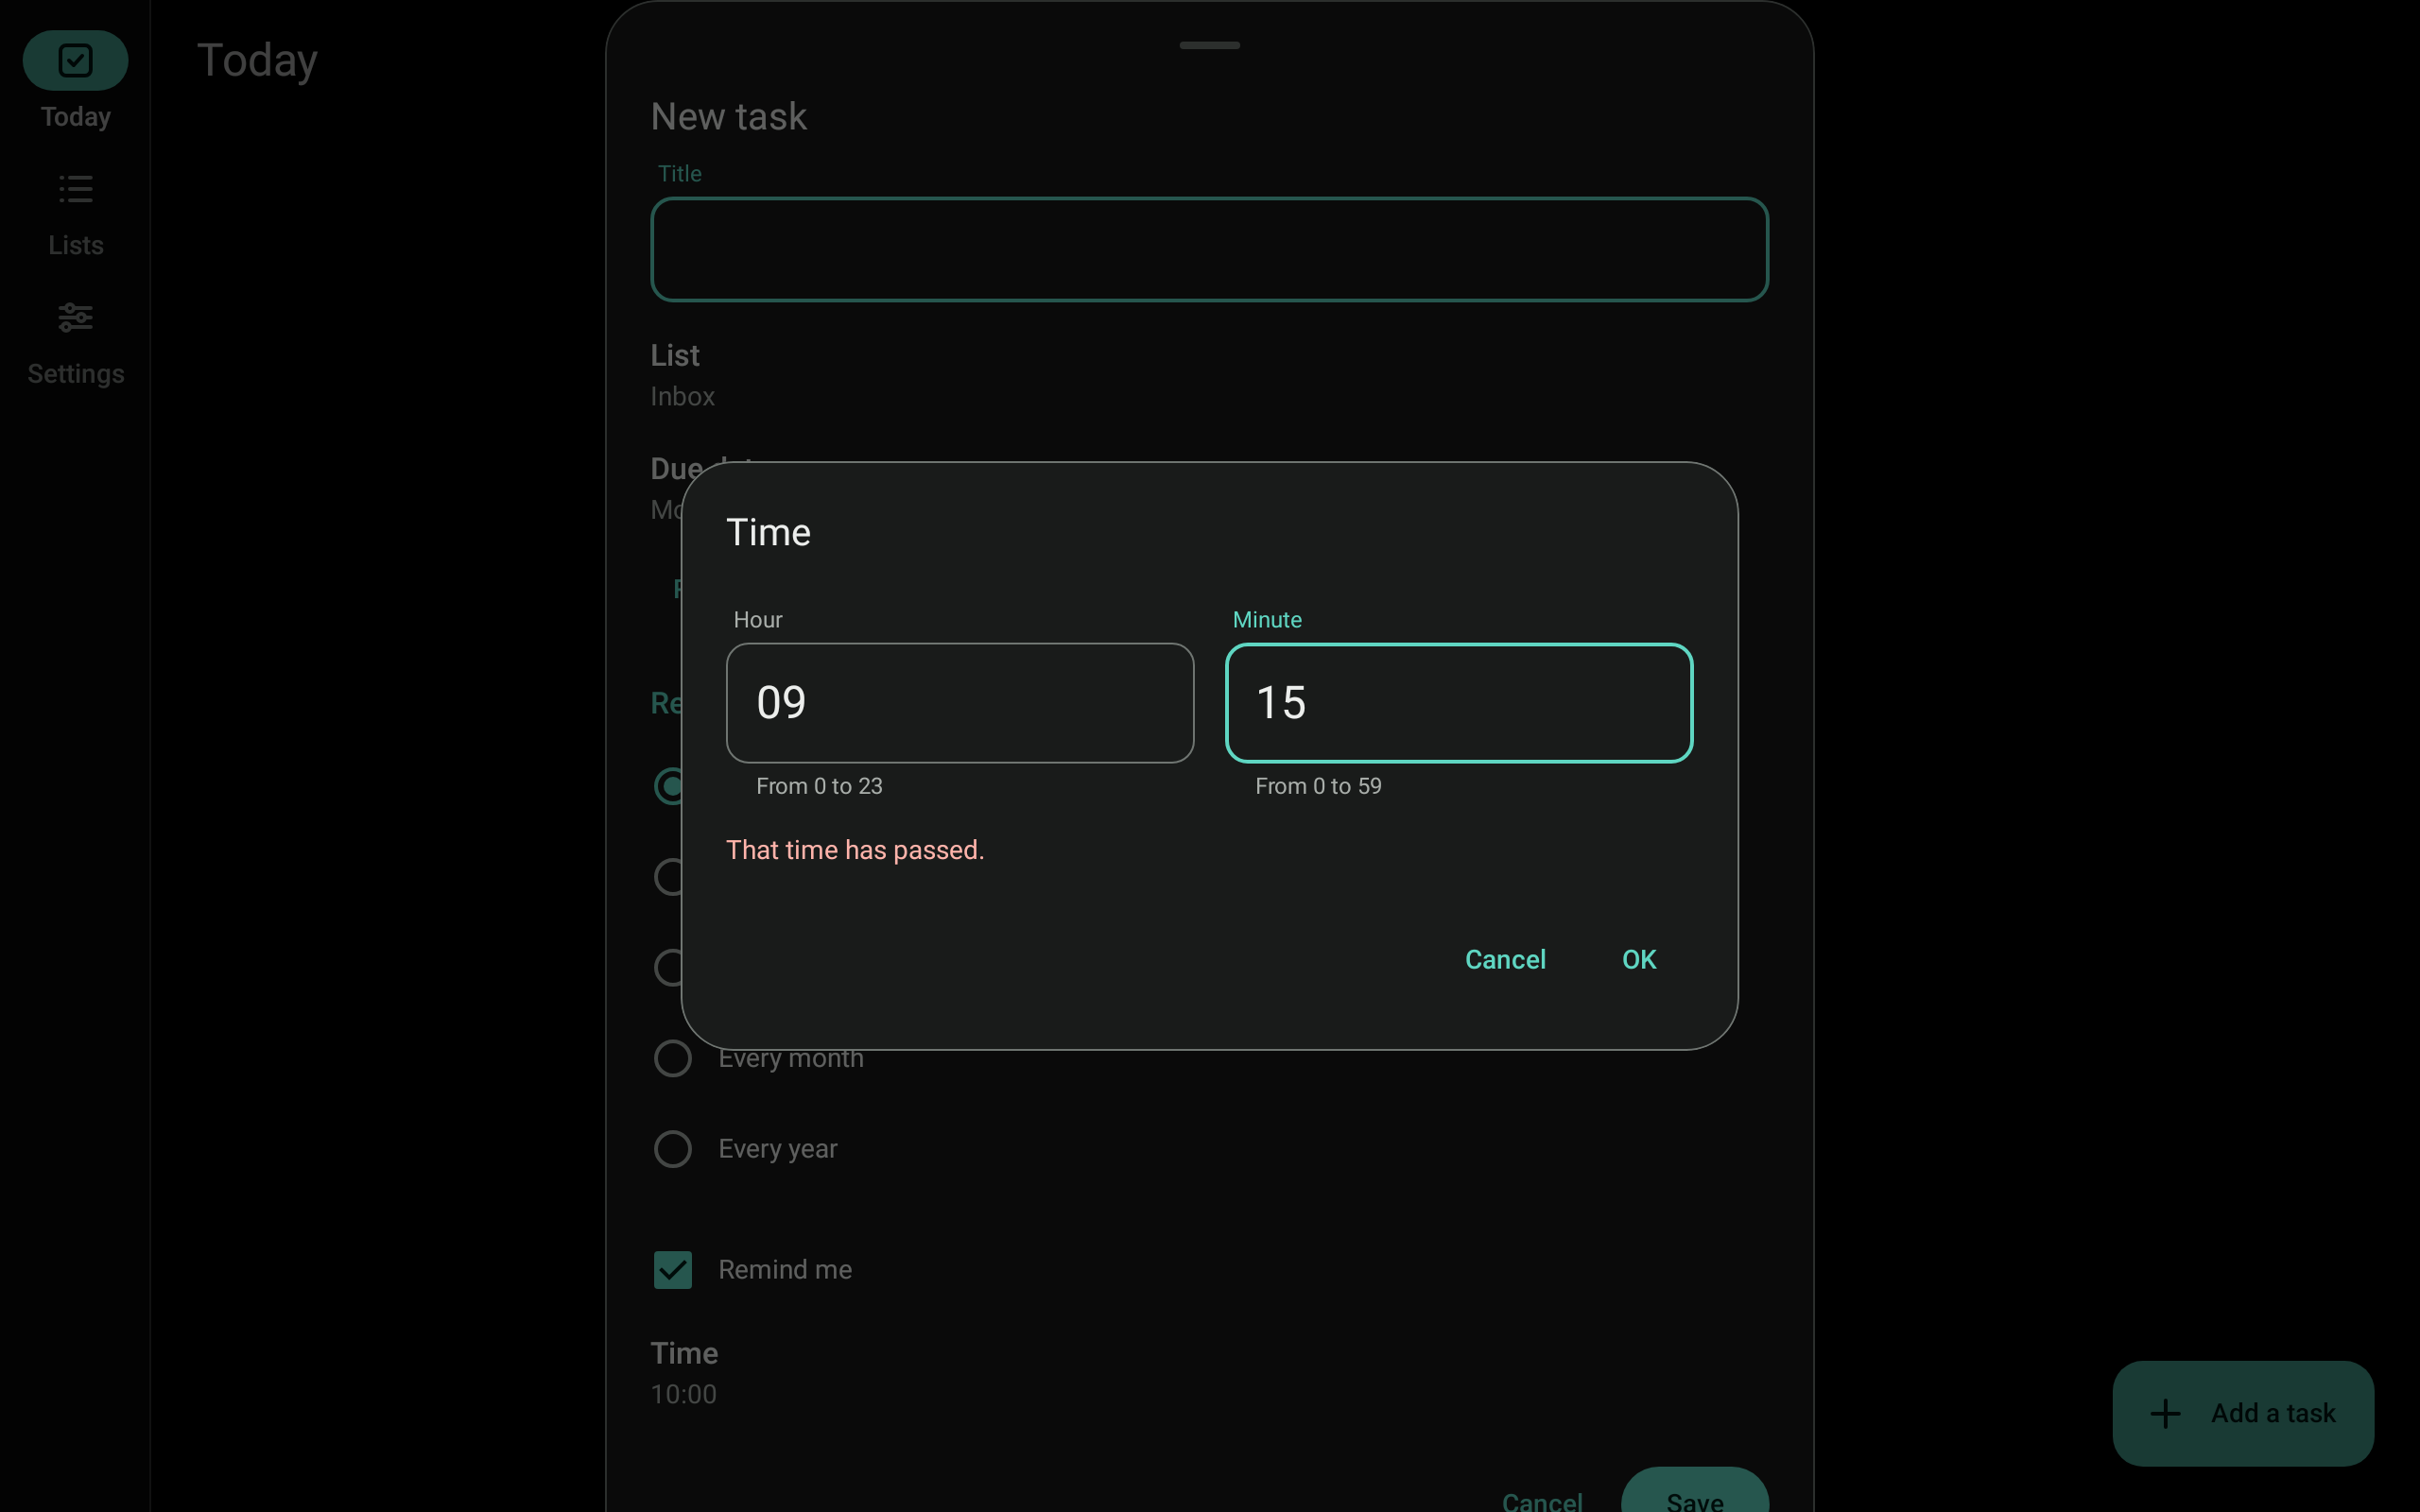 Today
Today
Lists
Settings
New task
Title
List
Inbox
Due
Time
Hour
Minute
09
15
From 0 to 23
From 0 to 59
That time has passed.
Cancel
OK
Every month
Every year
Remind me
Time
10:00
Cancel
Save
Add a task